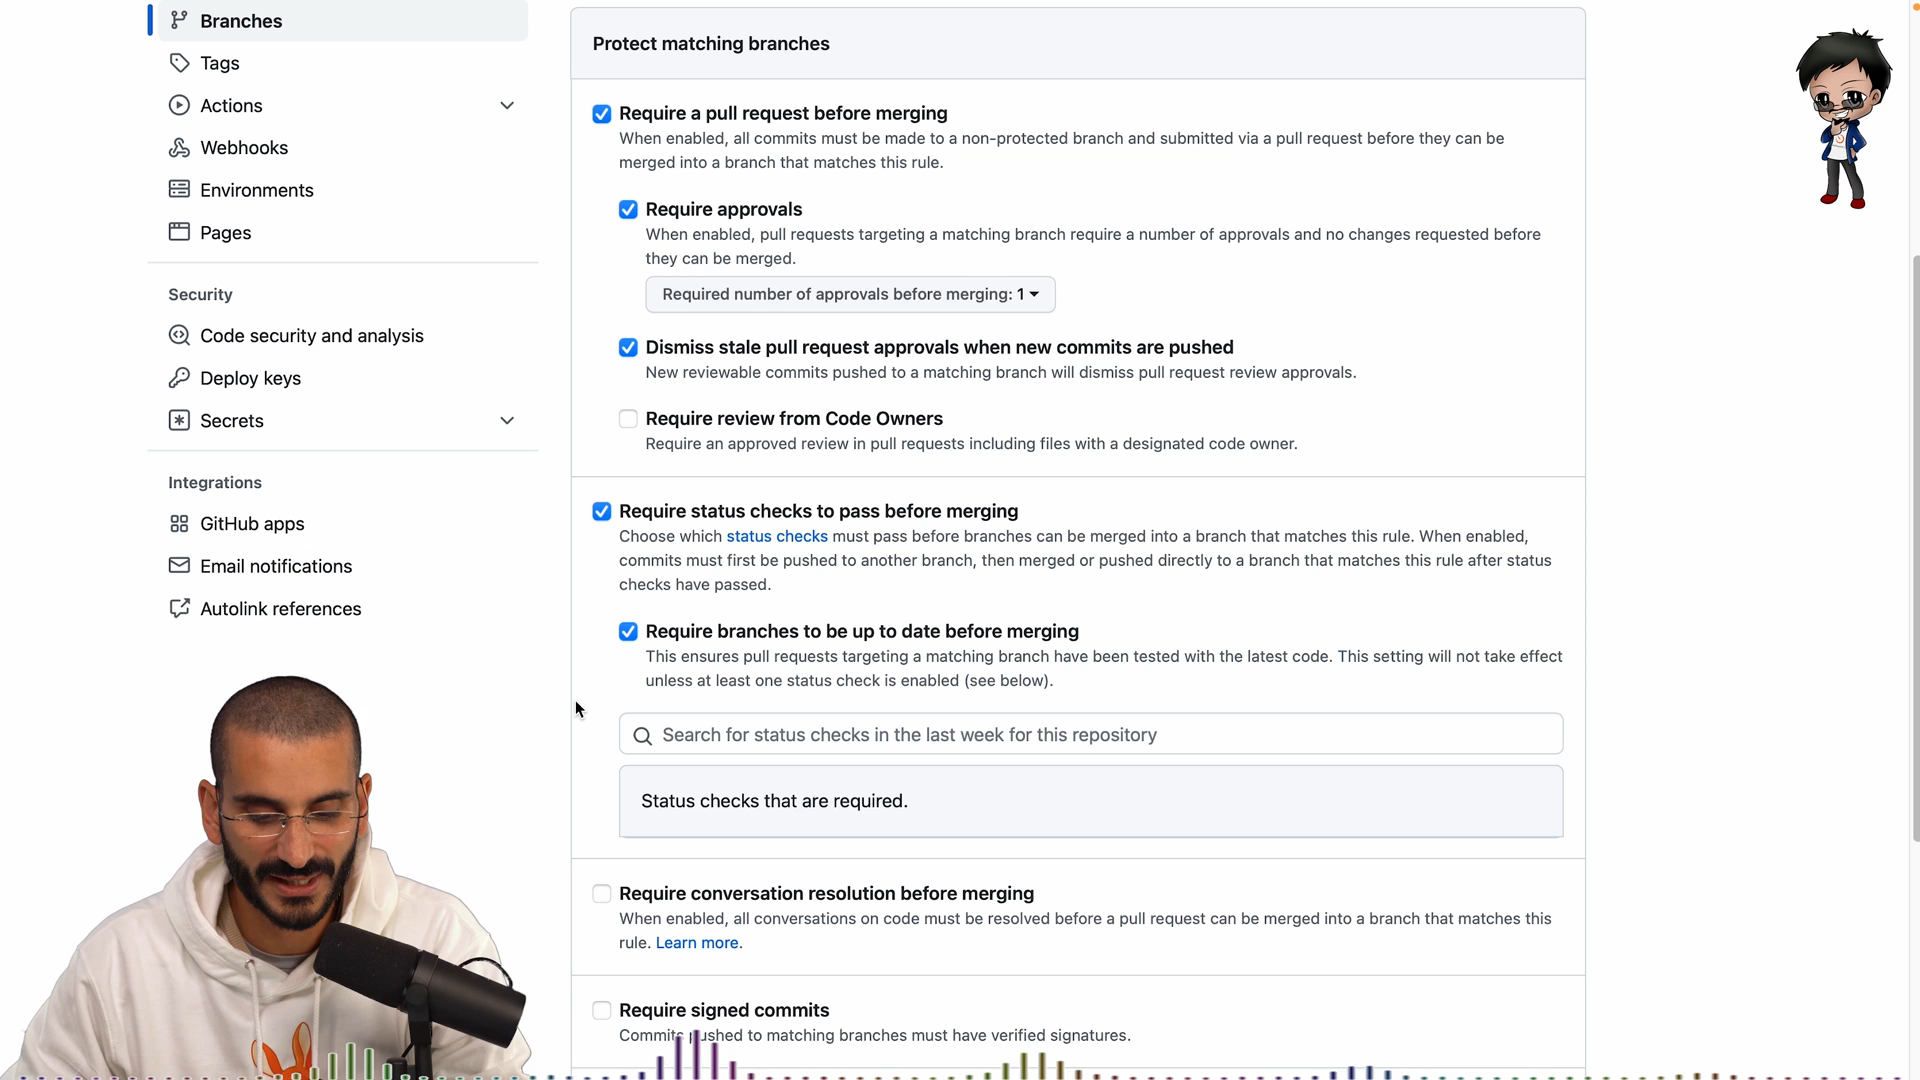 Branches
Tags
Actions
Webhooks
Environments
Pages
Security
Code security and analysis
Deploy keys
Secrets
Integrations
GitHub apps
Email notifications
Autolink references
Protect matching branches
Require a pull request before merging
When enabled, all commits must be made to a non-protected branch and submitted via a pull request before they can be
merged into a branch that matches this rule.
Require approvals
When enabled, pull requests targeting a matching branch require a number of approvals and no changes requested before
they can be merged.
Required number of approvals before merging: 1
Dismiss stale pull request approvals when new commits are pushed
New reviewable commits pushed to a matching branch will dismiss pull request review approvals.
Require review from Code Owners
Require an approved review in pull requests including files with a designated code owner.
Require status checks to pass before merging
Choose which status checks must pass before branches can be merged into a branch that matches this rule. When enabled,
commits must first be pushed to another branch, then merged or pushed directly to a branch that matches this rule after status
checks have passed.
Require branches to be up to date before merging
This ensures pull requests targeting a matching branch have been tested with the latest code. This setting will not take effect
unless at least one status check is enabled (see below).
Search for status checks in the last week for this repository
Status checks that are required.
Require conversation resolution before merging
When enabled, all conversations on code must be resolved before a pull request can be merged into a branch that matches this
rule. Learn more.
Require signed commits
Commits pushed to matching branches must have verified signatures.